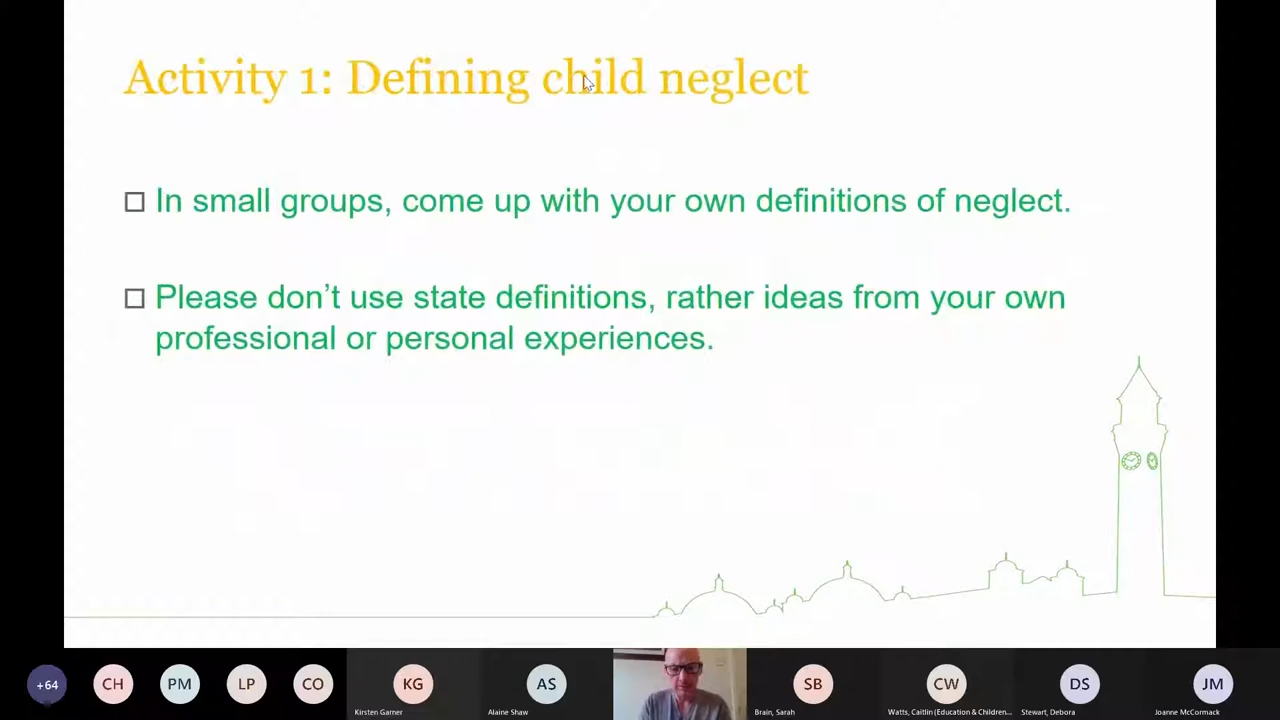 Activity 1: Defining child neglect
In small groups, come up with your own definitions of neglect.
Please don’t use state definitions, rather ideas from your own
professional or personal experiences.
+64
CH
PM
LP
CO
KG
AS
SB
CW
DS
JM
Kirsten Garner
Alaine Shaw
Brain, Sarah
Watts, Caitlin (Education & Children...
Stewart, Debora
Joanne McCormack